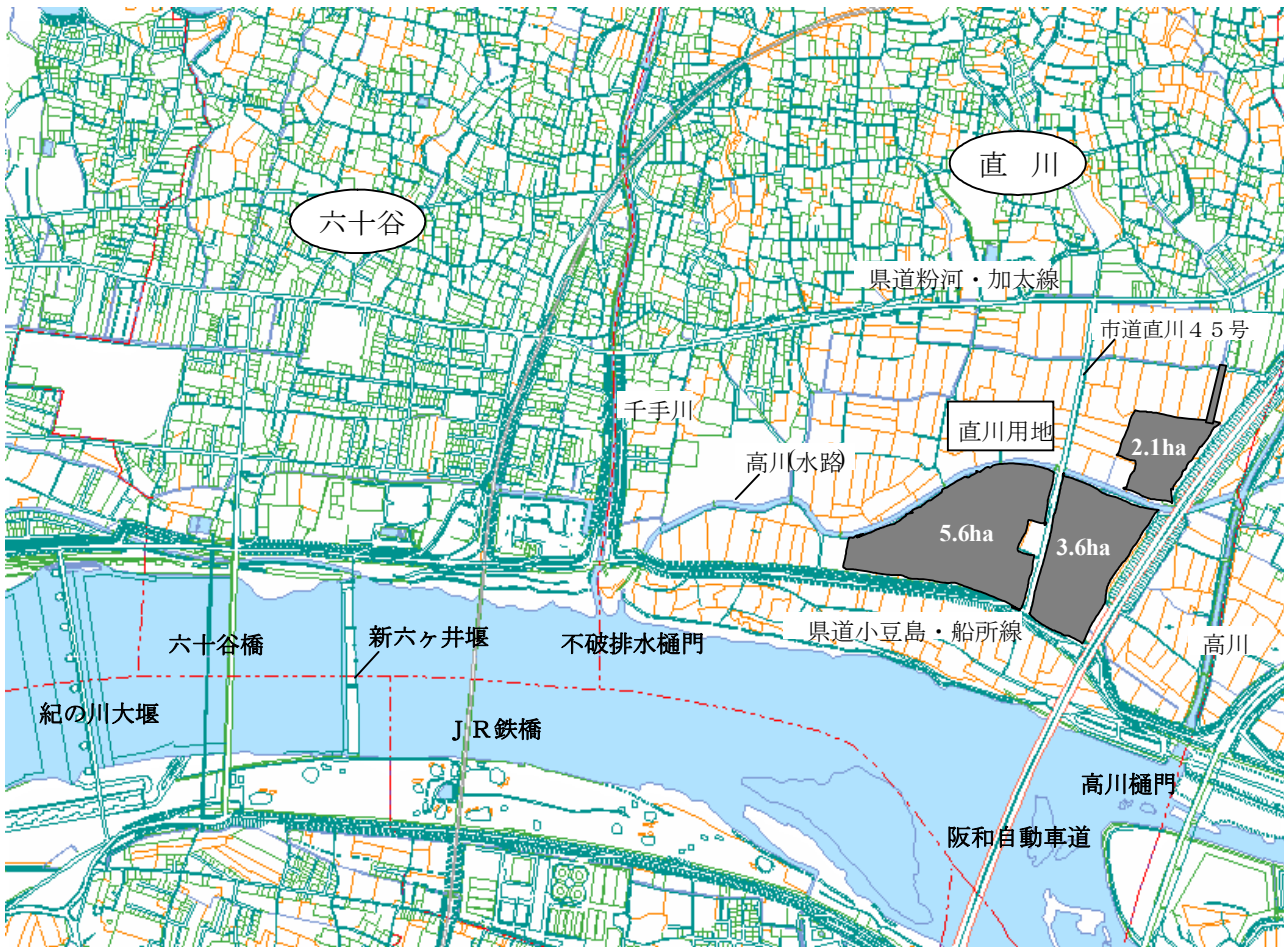 直 川
六十谷
県道粉河・加太線
市道直川４５号
千手川
直川用地
2.1ha
高川(水路)
5.6ha
3.6ha
県道小豆島・船所線
高川
六十谷橋
新六ヶ井堰
不破排水樋門
紀の川大堰
ＪＲ鉄橋
高川樋門
阪和自動車道